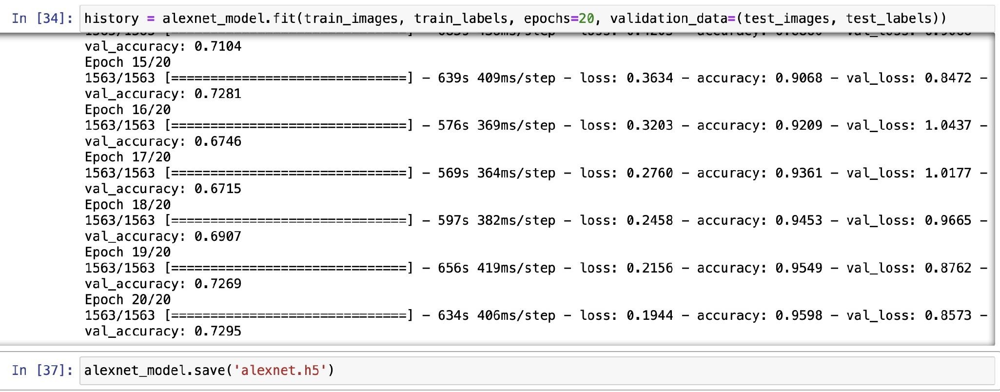 In [34]: history = alexnet_model.fit(train_images, train_labels, epochs=20, validation_data=(test_images, test_labels))
val_accuracy: 0.7104
Epoch 15/20
1563/1563 [==============================] - 639s 409ms/step - loss: 0.3634 - accuracy: 0.9068 - val_loss: 0.8472 -
val_accuracy: 0.7281
Epoch 16/20
1563/1563 [==============================] - 576s 369ms/step - loss: 0.3203 - accuracy: 0.9209 - val_loss: 1.0437 -
val_accuracy: 0.6746
Epoch 17/20
1563/1563 [==============================] - 569s 364ms/step - loss: 0.2760 - accuracy: 0.9361 - val_loss: 1.0177 -
val_accuracy: 0.6715
Epoch 18/20
1563/1563 [==============================] - 597s 382ms/step - loss: 0.2458 - accuracy: 0.9453 - val_loss: 0.9665 -
val_accuracy: 0.6907
Epoch 19/20
1563/1563 [==============================] - 656s 419ms/step - loss: 0.2156 - accuracy: 0.9549 - val_loss: 0.8762 -
val_accuracy: 0.7269
Epoch 20/20
1563/1563 [==============================] - 634s 406ms/step - loss: 0.1944 - accuracy: 0.9598 - val_loss: 0.8573 -
val_accuracy: 0.7295
In [37]: alexnet_model.save('alexnet.h5')